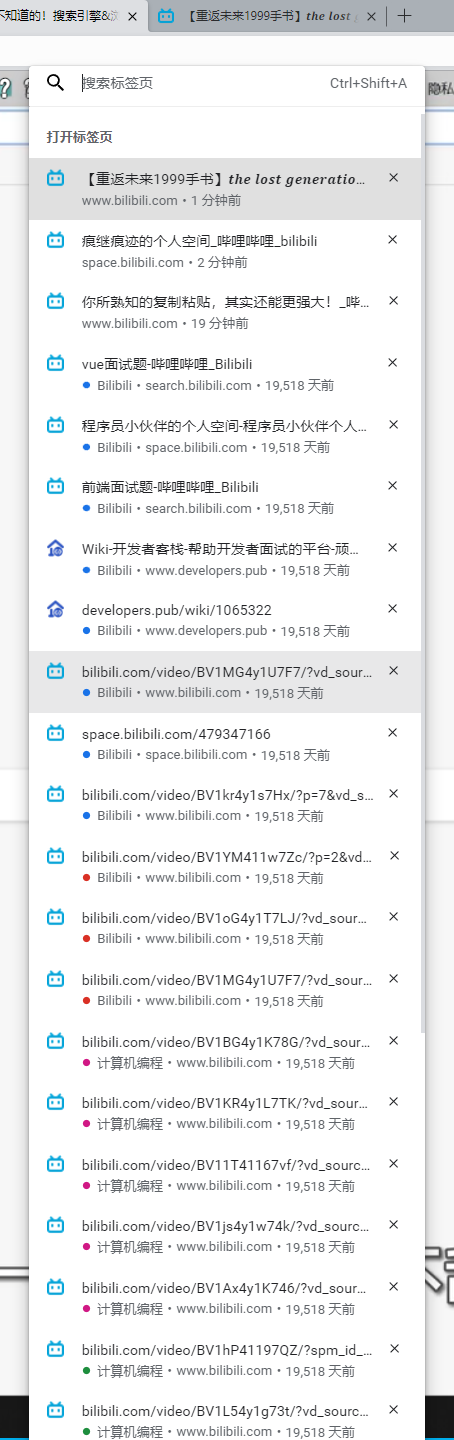 不知道的！搜索引擎&
【重返未来1999手书】the lost g
隐私
搜索标签页 Ctrl+Shift+A
打开标签页
【重返未来1999手书】the lost generatio...
www.bilibili.com • 1 分钟前
痕继痕迹的个人空间_哔哩哔哩_bilibili
space.bilibili.com • 2 分钟前
你所熟知的复制粘贴，其实还能更强大！_哔...
www.bilibili.com • 19 分钟前
vue面试题-哔哩哔哩_Bilibili
Bilibili • search.bilibili.com • 19,518 天前
程序员小伙伴的个人空间-程序员小伙伴个人...
Bilibili • space.bilibili.com • 19,518 天前
前端面试题-哔哩哔哩_Bilibili
Bilibili • search.bilibili.com • 19,518 天前
Wiki-开发者客栈-帮助开发者面试的平台-顽...
Bilibili • www.developers.pub • 19,518 天前
developers.pub/wiki/1065322
Bilibili • www.developers.pub • 19,518 天前
bilibili.com/video/BV1MG4y1U7F7/?vd_sour...
Bilibili • www.bilibili.com • 19,518 天前
space.bilibili.com/479347166
Bilibili • space.bilibili.com • 19,518 天前
bilibili.com/video/BV1kr4y1s7Hx/?p=7&vd_s...
Bilibili • www.bilibili.com • 19,518 天前
bilibili.com/video/BV1YM411w7Zc/?p=2&vd...
Bilibili • www.bilibili.com • 19,518 天前
bilibili.com/video/BV1oG4y1T7LJ/?vd_sour...
Bilibili • www.bilibili.com • 19,518 天前
bilibili.com/video/BV1MG4y1U7F7/?vd_sour...
Bilibili • www.bilibili.com • 19,518 天前
bilibili.com/video/BV1BG4y1K78G/?vd_sour...
计算机编程 • www.bilibili.com • 19,518 天前
bilibili.com/video/BV1KR4y1L7TK/?vd_sour...
计算机编程 • www.bilibili.com • 19,518 天前
bilibili.com/video/BV11T41167vf/?vd_sourc...
计算机编程 • www.bilibili.com • 19,518 天前
bilibili.com/video/BV1js4y1w74k/?vd_sourc...
计算机编程 • www.bilibili.com • 19,518 天前
bilibili.com/video/BV1Ax4y1K746/?vd_sour...
计算机编程 • www.bilibili.com • 19,518 天前
bilibili.com/video/BV1hP41197QZ/?spm_id_...
计算机编程 • www.bilibili.com • 19,518 天前
bilibili.com/video/BV1L54y1g73t/?vd_sourc...
计算机编程 • www.bilibili.com • 19,518 天前